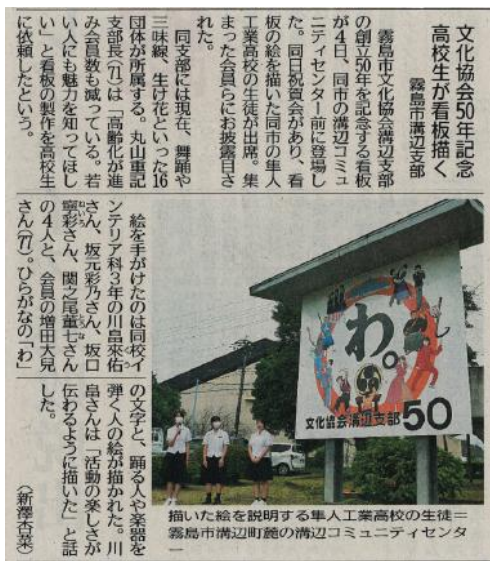 文化協会50年記念
高校生が看板描く
霧島市溝辺支部
霧島市文化協会溝辺支部
の創立50年を記念する看板
が4日、同市の溝辺コミュ
ニティセンター前に登場し
た。同日祝賀会があり、看
板の絵を描いた同市の隼人
工業高校の生徒が出席。集
まった会員らにお披露目さ
れた。
同支部には現在、舞踊や
三味線、生け花といった16
団体が所属する。丸山重記
支部長(71)は「高齢化が進
み会員数も減っている。若
い人にも魅力を知ってほし
い」と看板の製作を高校生
に依頼したという。
絵を手がけたのは同校イ
ンテリア科3年の川畠來佑
さん、坂元彩乃さん、坂口
寧彩さん、関之尾菫七さん
の4人と、会員の増田大児
さん(77)。ひらがなの「わ」
の文字と、踊る人や楽器を
弾く人の絵が描かれた。川
畠さんは「活動の楽しさが
伝わるように描いた」と話
した。
(新澤杏菜)
わ。
文化協会溝辺支部50
描いた絵を説明する隼人工業高校の生徒＝
霧島市溝辺町麓の溝辺コミュニティセンタ
ー